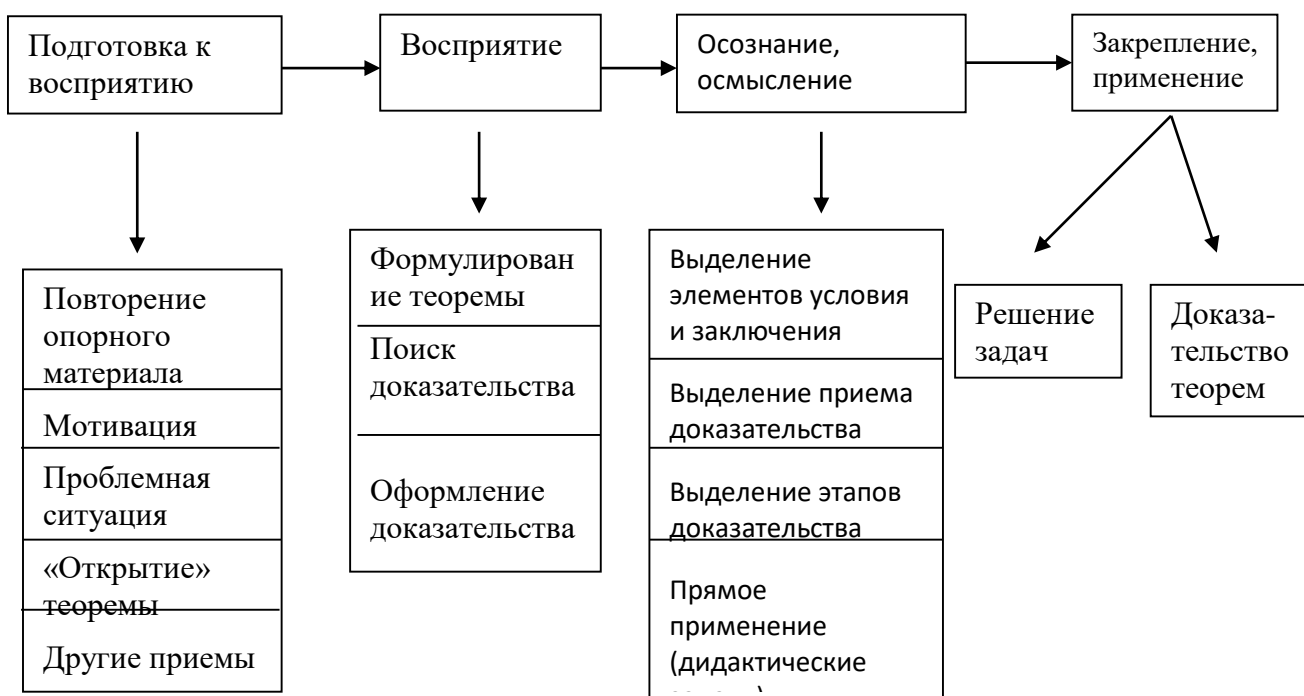 Подготовка к
восприятию
Восприятие
Осознание,
осмысление
Закрепление,
применение
Повторение
опорного
материала
Мотивация
Проблемная
ситуация
«Открытие»
теоремы
Другие приемы
Формулирован
ие теоремы
Поиск
доказательства
Оформление
доказательства
Выделение
элементов условия
и заключения
Выделение приема
доказательства
Выделение этапов
доказательства
Прямое
применение
(дидактические
Решение
задач
Доказа-
тельство
теорем